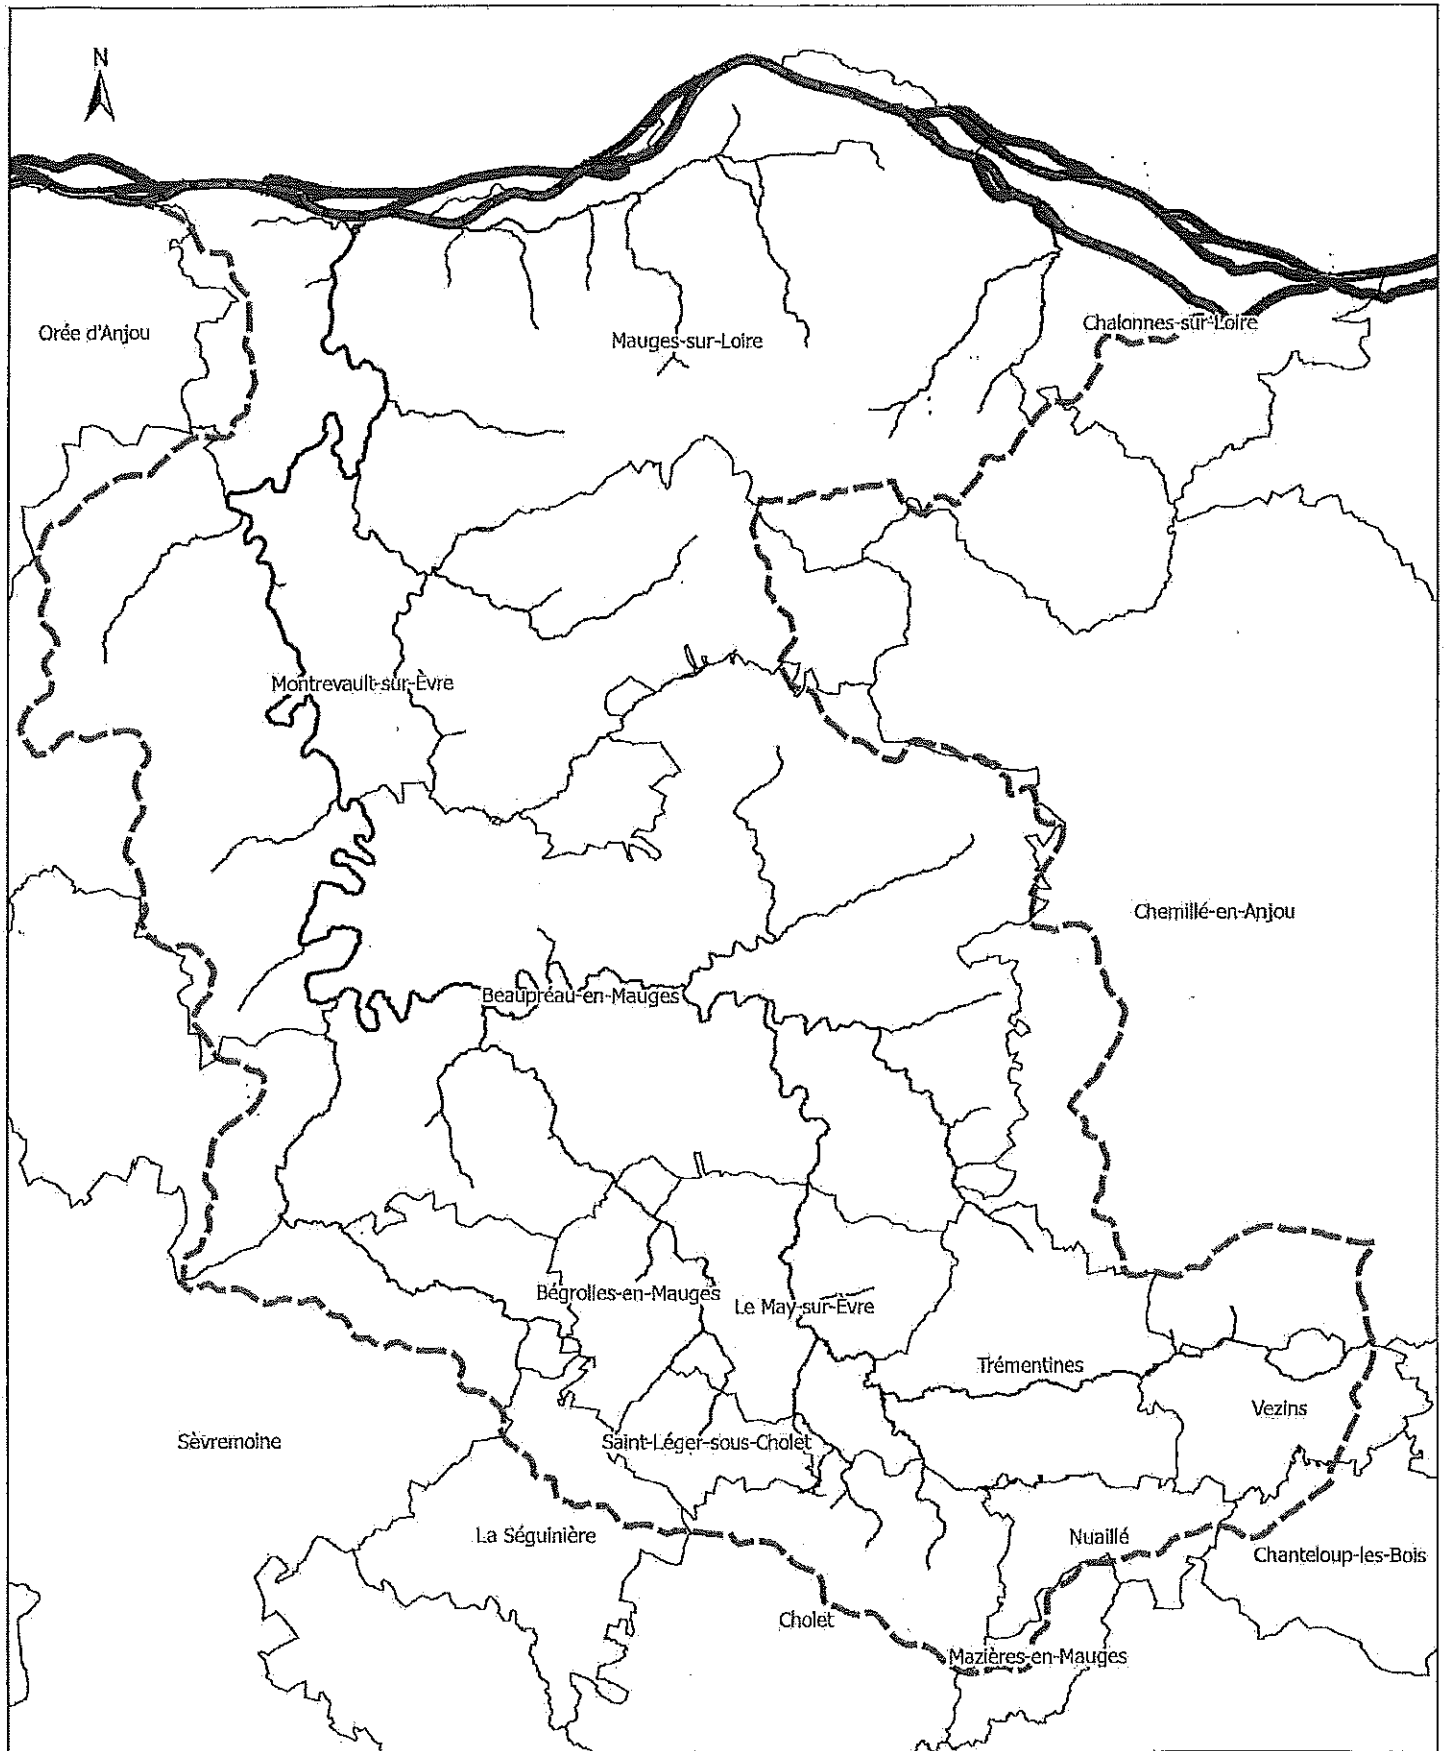 N
Orée d'Anjou
Mauges-sur-Loire
Chalonnes-sur-Loire
Montrevault-sur-Èvre
Chemillé-en-Anjou
Beaupréau-en-Mauges
Bégrolles-en-Mauges
Le May-sur-Èvre
Trémentines
Vezins
Sèvremoine
Saint-Léger-sous-Cholet
La Séguinière
Nuaillé
Chanteloup-les-Bois
Cholet
Mazières-en-Mauges